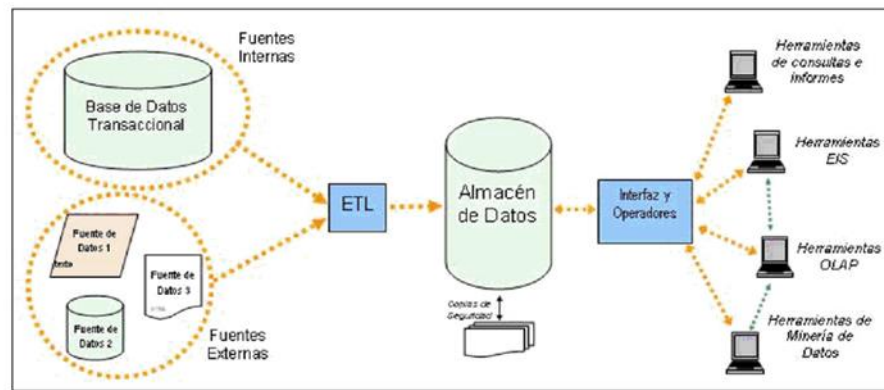 Fuentes
Internas
Base de Datos
Transaccional
Fuente de
Datos 1
texto
Fuente de
Datos 3
HTML
Fuente de
Datos 2
Fuentes
Externas
ETL
Almacén
de Datos
Copias de
Seguridad
Interfaz y
Operadores
Herramientas
de consultas e
informes
Herramientas
EIS
Herramientas
OLAP
Herramientas de
Minería de
Datos